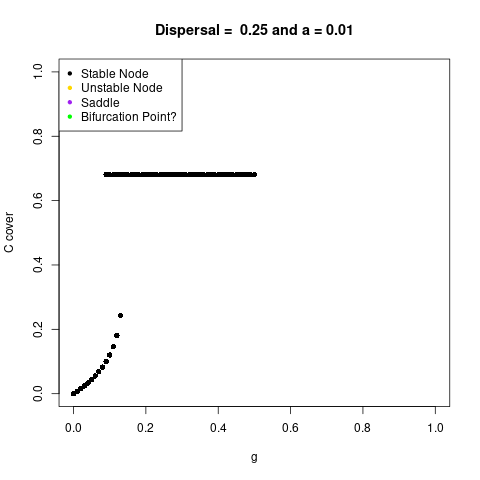 Dispersal =  0.25 and a = 0.01
Stable Node
Unstable Node
Saddle
Bifurcation Point?
C cover
1.0
0.8
0.6
0.4
0.2
0.0
0.0 0.2 0.4 0.6 0.8 1.0
g